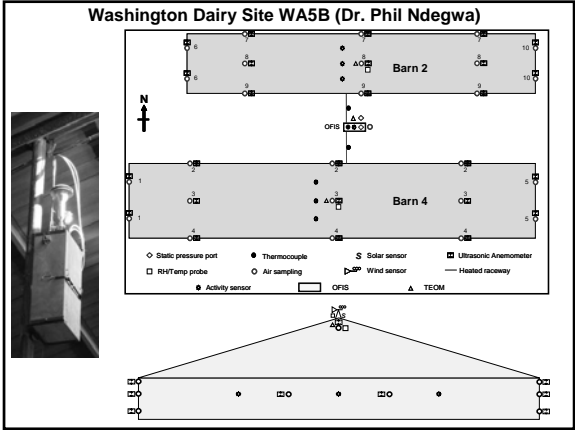 Washington Dairy Site WA5B (Dr. Phil Ndegwa)
7 7 7
6 10
8 8 8
Barn 2
6 10
9 9 9
N
OFIS
2 2 2
1 5
3 3 3
Barn 4
1 5
4 4 4
Static pressure port Thermocouple Solar sensor Ultrasonic Anemometer
RH/Temp probe Air sampling Wind sensor Heated raceway
Activity sensor OFIS TEOM